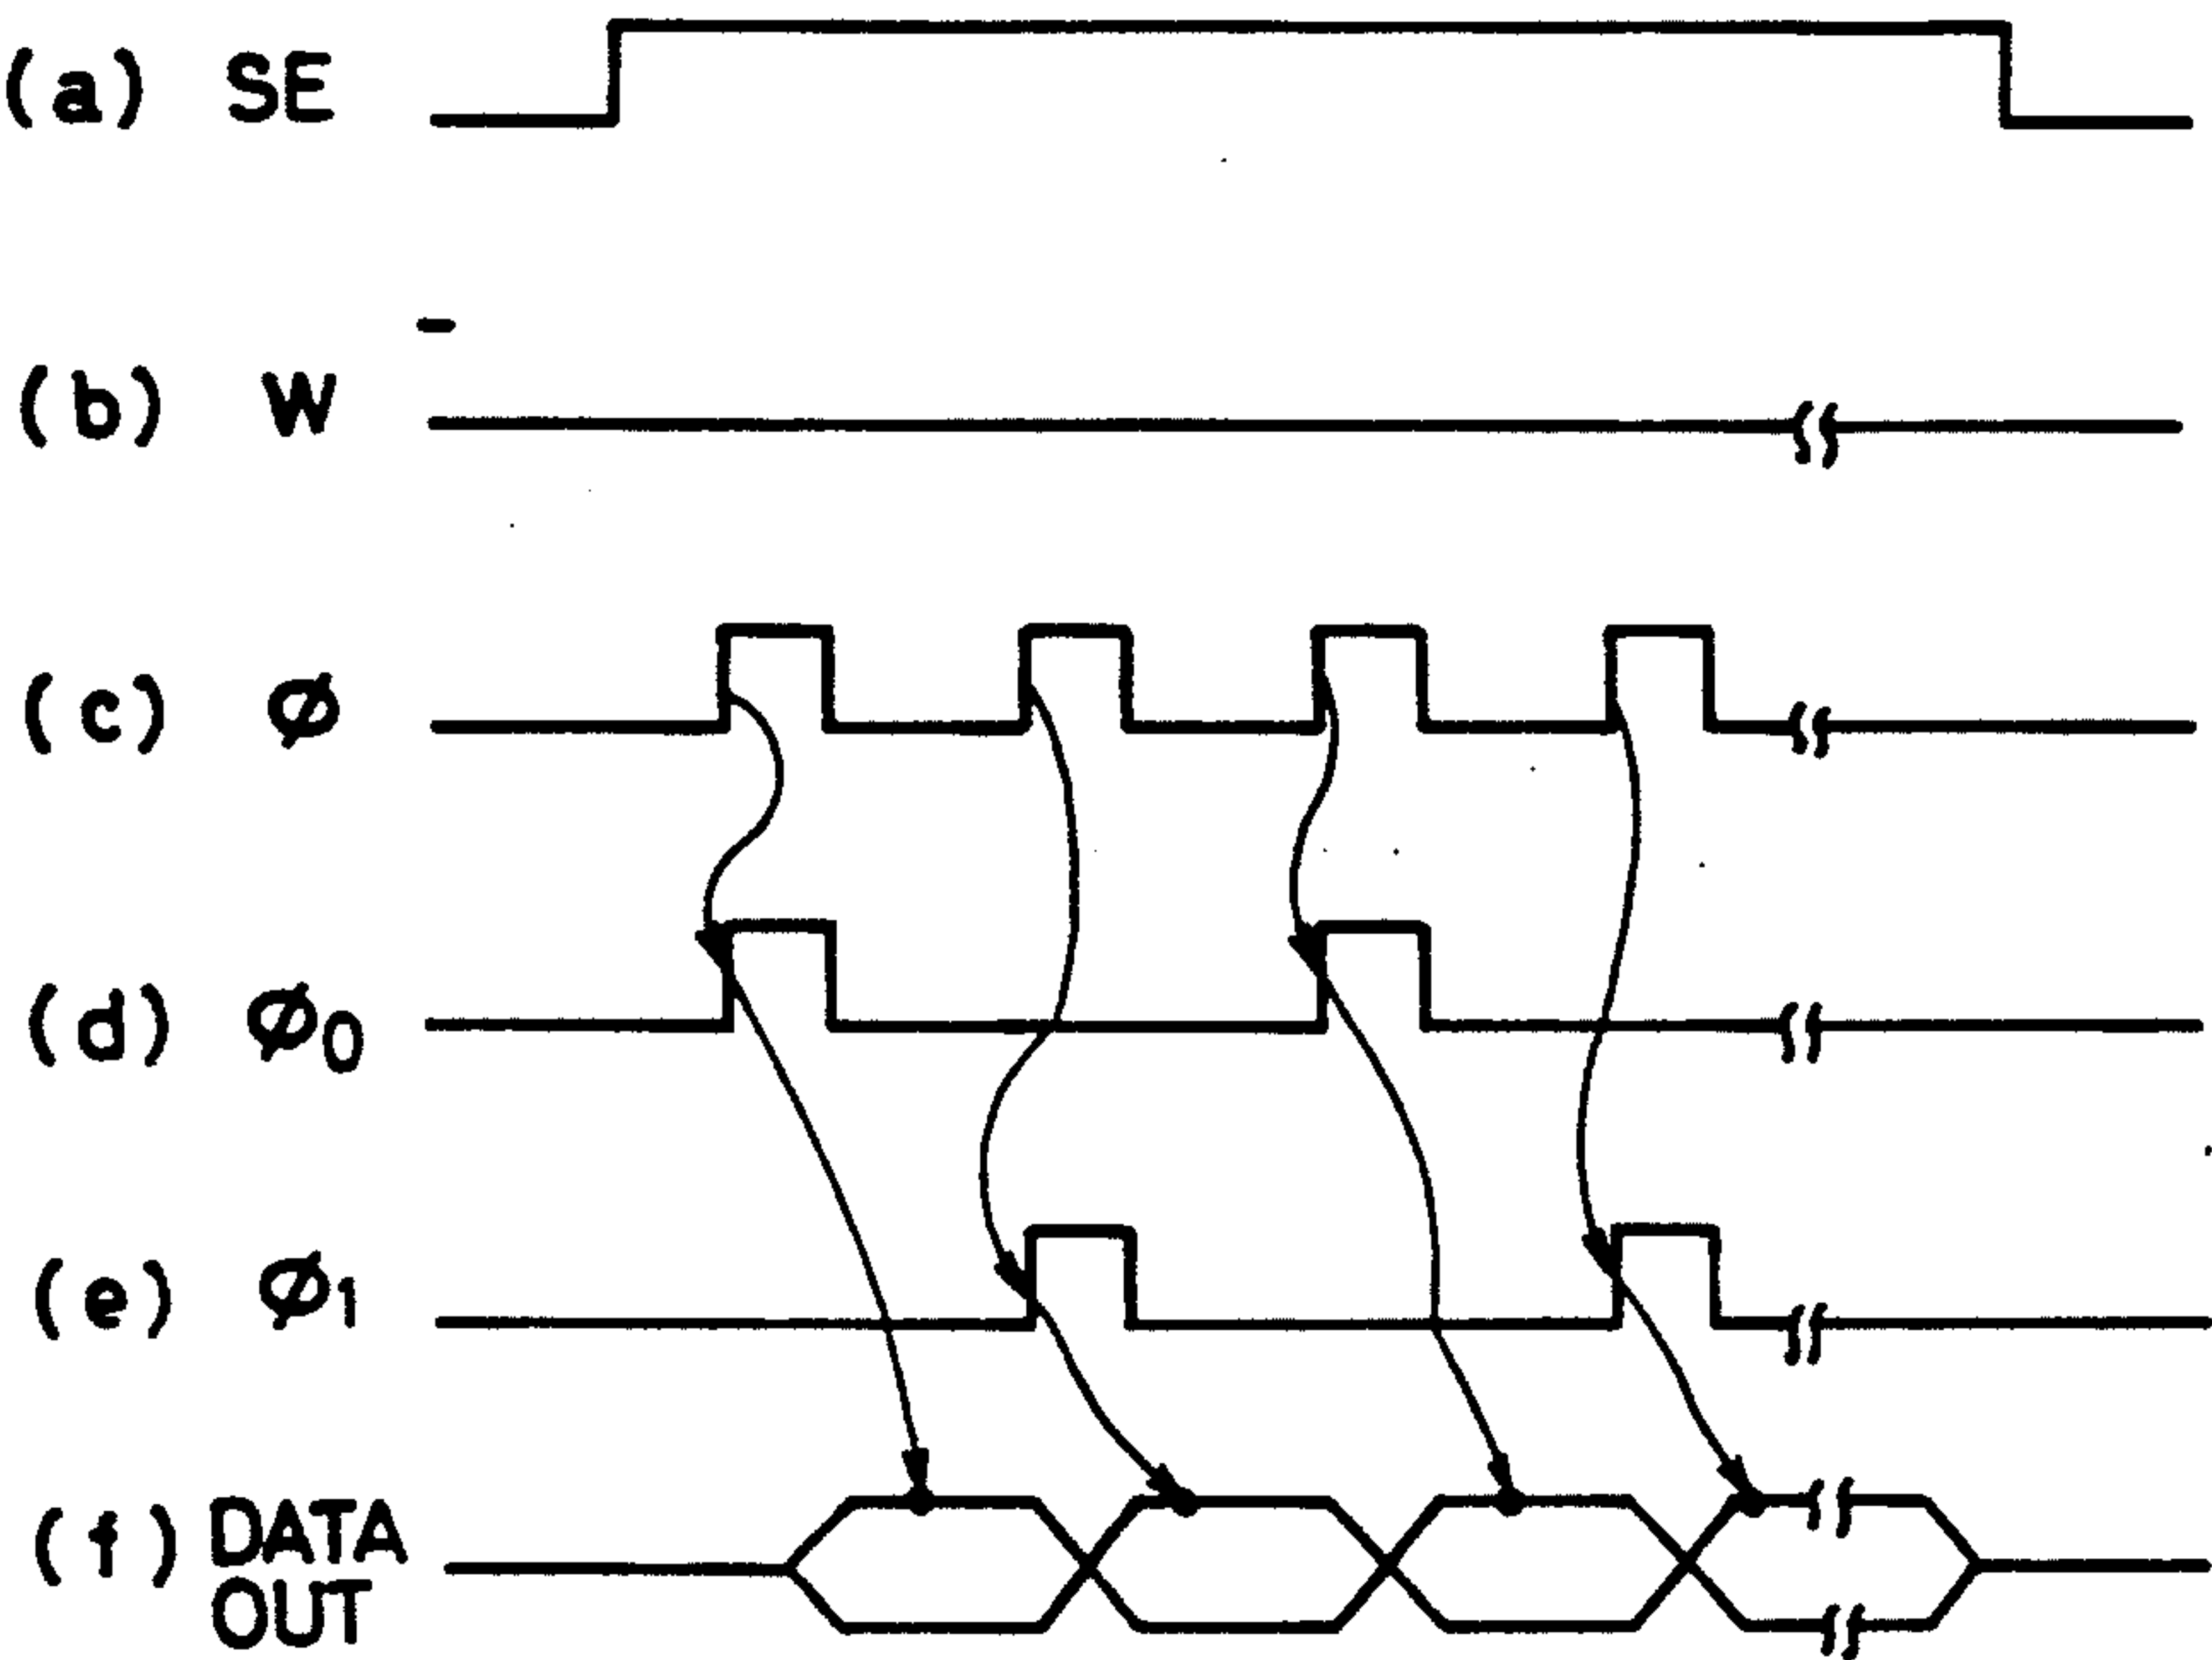 (a) SE
(b) W
(c) Ø
(d) Ø0
(e) Ø1
(f) DATA
OUT